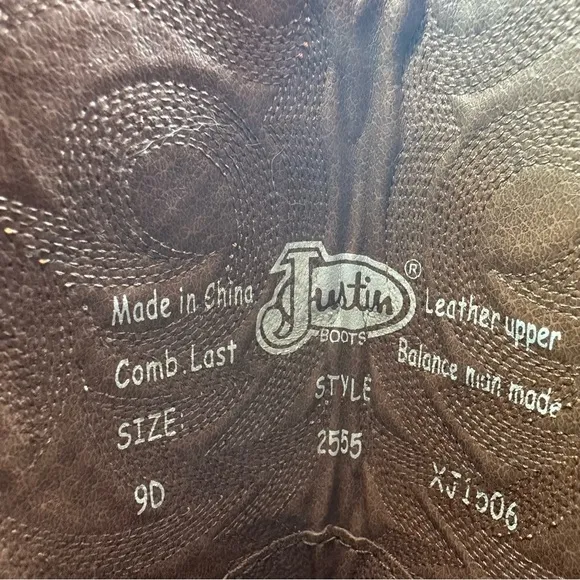 Justin ®
BOOTS
Made in China
Comb.Last
SIZE:
9D
STYLE
2555
Leather upper
Balance man made
XJ1506